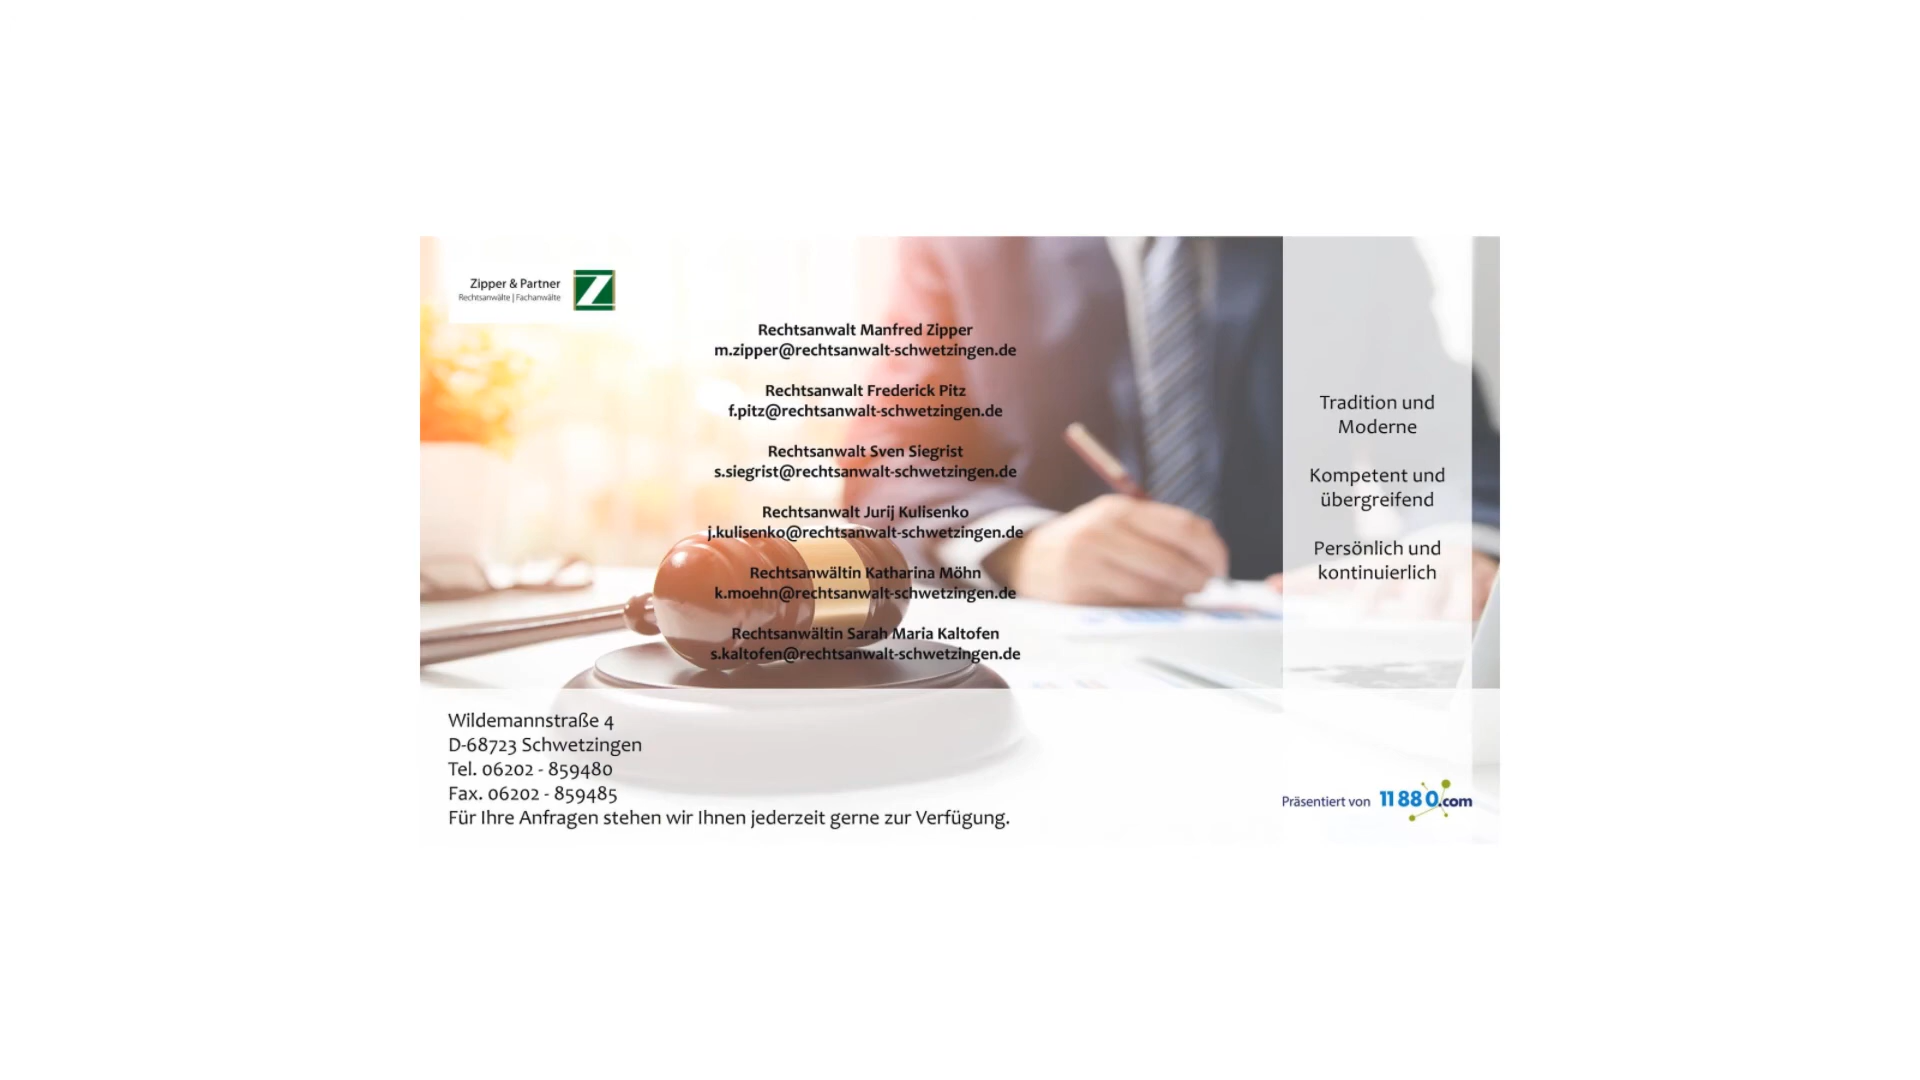 Zipper & Partner
Rechtsanwälte | Fachanwälte
Z
Rechtsanwalt Manfred Zipper
m.zipper@rechtsanwalt-schwetzingen.de
Rechtsanwalt Frederick Pitz
f.pitz@rechtsanwalt-schwetzingen.de
Rechtsanwalt Sven Siegrist
s.siegrist@rechtsanwalt-schwetzingen.de
Rechtsanwalt Jurij Kulisenko
j.kulisenko@rechtsanwalt-schwetzingen.de
Rechtsanwältin Katharina Möhn
k.moehn@rechtsanwalt-schwetzingen.de
Rechtsanwältin Sarah Maria Kaltofen
s.kaltofen@rechtsanwalt-schwetzingen.de
Tradition und
Moderne
Kompetent und
übergreifend
Persönlich und
kontinuierlich
Wildemannstraße 4
D-68723 Schwetzingen
Tel. 06202 - 859480
Fax. 06202 - 859485
Für Ihre Anfragen stehen wir Ihnen jederzeit gerne zur Verfügung.
Präsentiert von 11 88 0.com